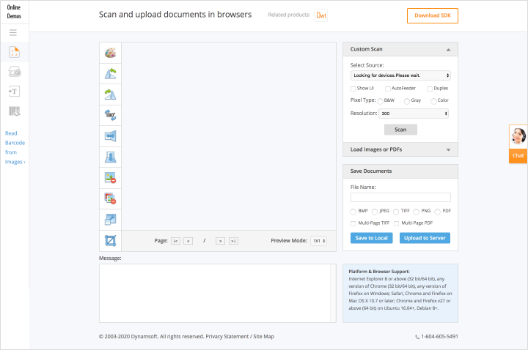 Online
Demos
Scan and upload documents in browsers
Related products:
Download SDK
Read
Barcode
from
Images ›
Custom Scan
Select Source:
Looking for devices.Please wait.
Show UI
AutoFeeder
Duplex
Pixel Type:
B&W
Gray
Color
Resolution:
200
Scan
Load Images or PDFs
Save Documents
File Name:
BMP
JPEG
TIFF
PNG
PDF
Multi-Page TIFF
Multi-Page PDF
Save to Local
Upload to Server
Chat
Page:
/
Preview Mode:
1x1
Message:
Platform & Browser Support:
Internet Explorer 8 or above (32 bit/64 bit), any
version of Chrome (32 bit/64 bit), any version of
Firefox on Windows; Safari, Chrome and Firefox on
Mac OS X 10.7 or later; Chrome and Firefox v27 or
above (64 bit) on Ubuntu 10.04+, Debian 8+.
© 2003-2020 Dynamsoft. All rights reserved. Privacy Statement / Site Map
1-604-605-5491